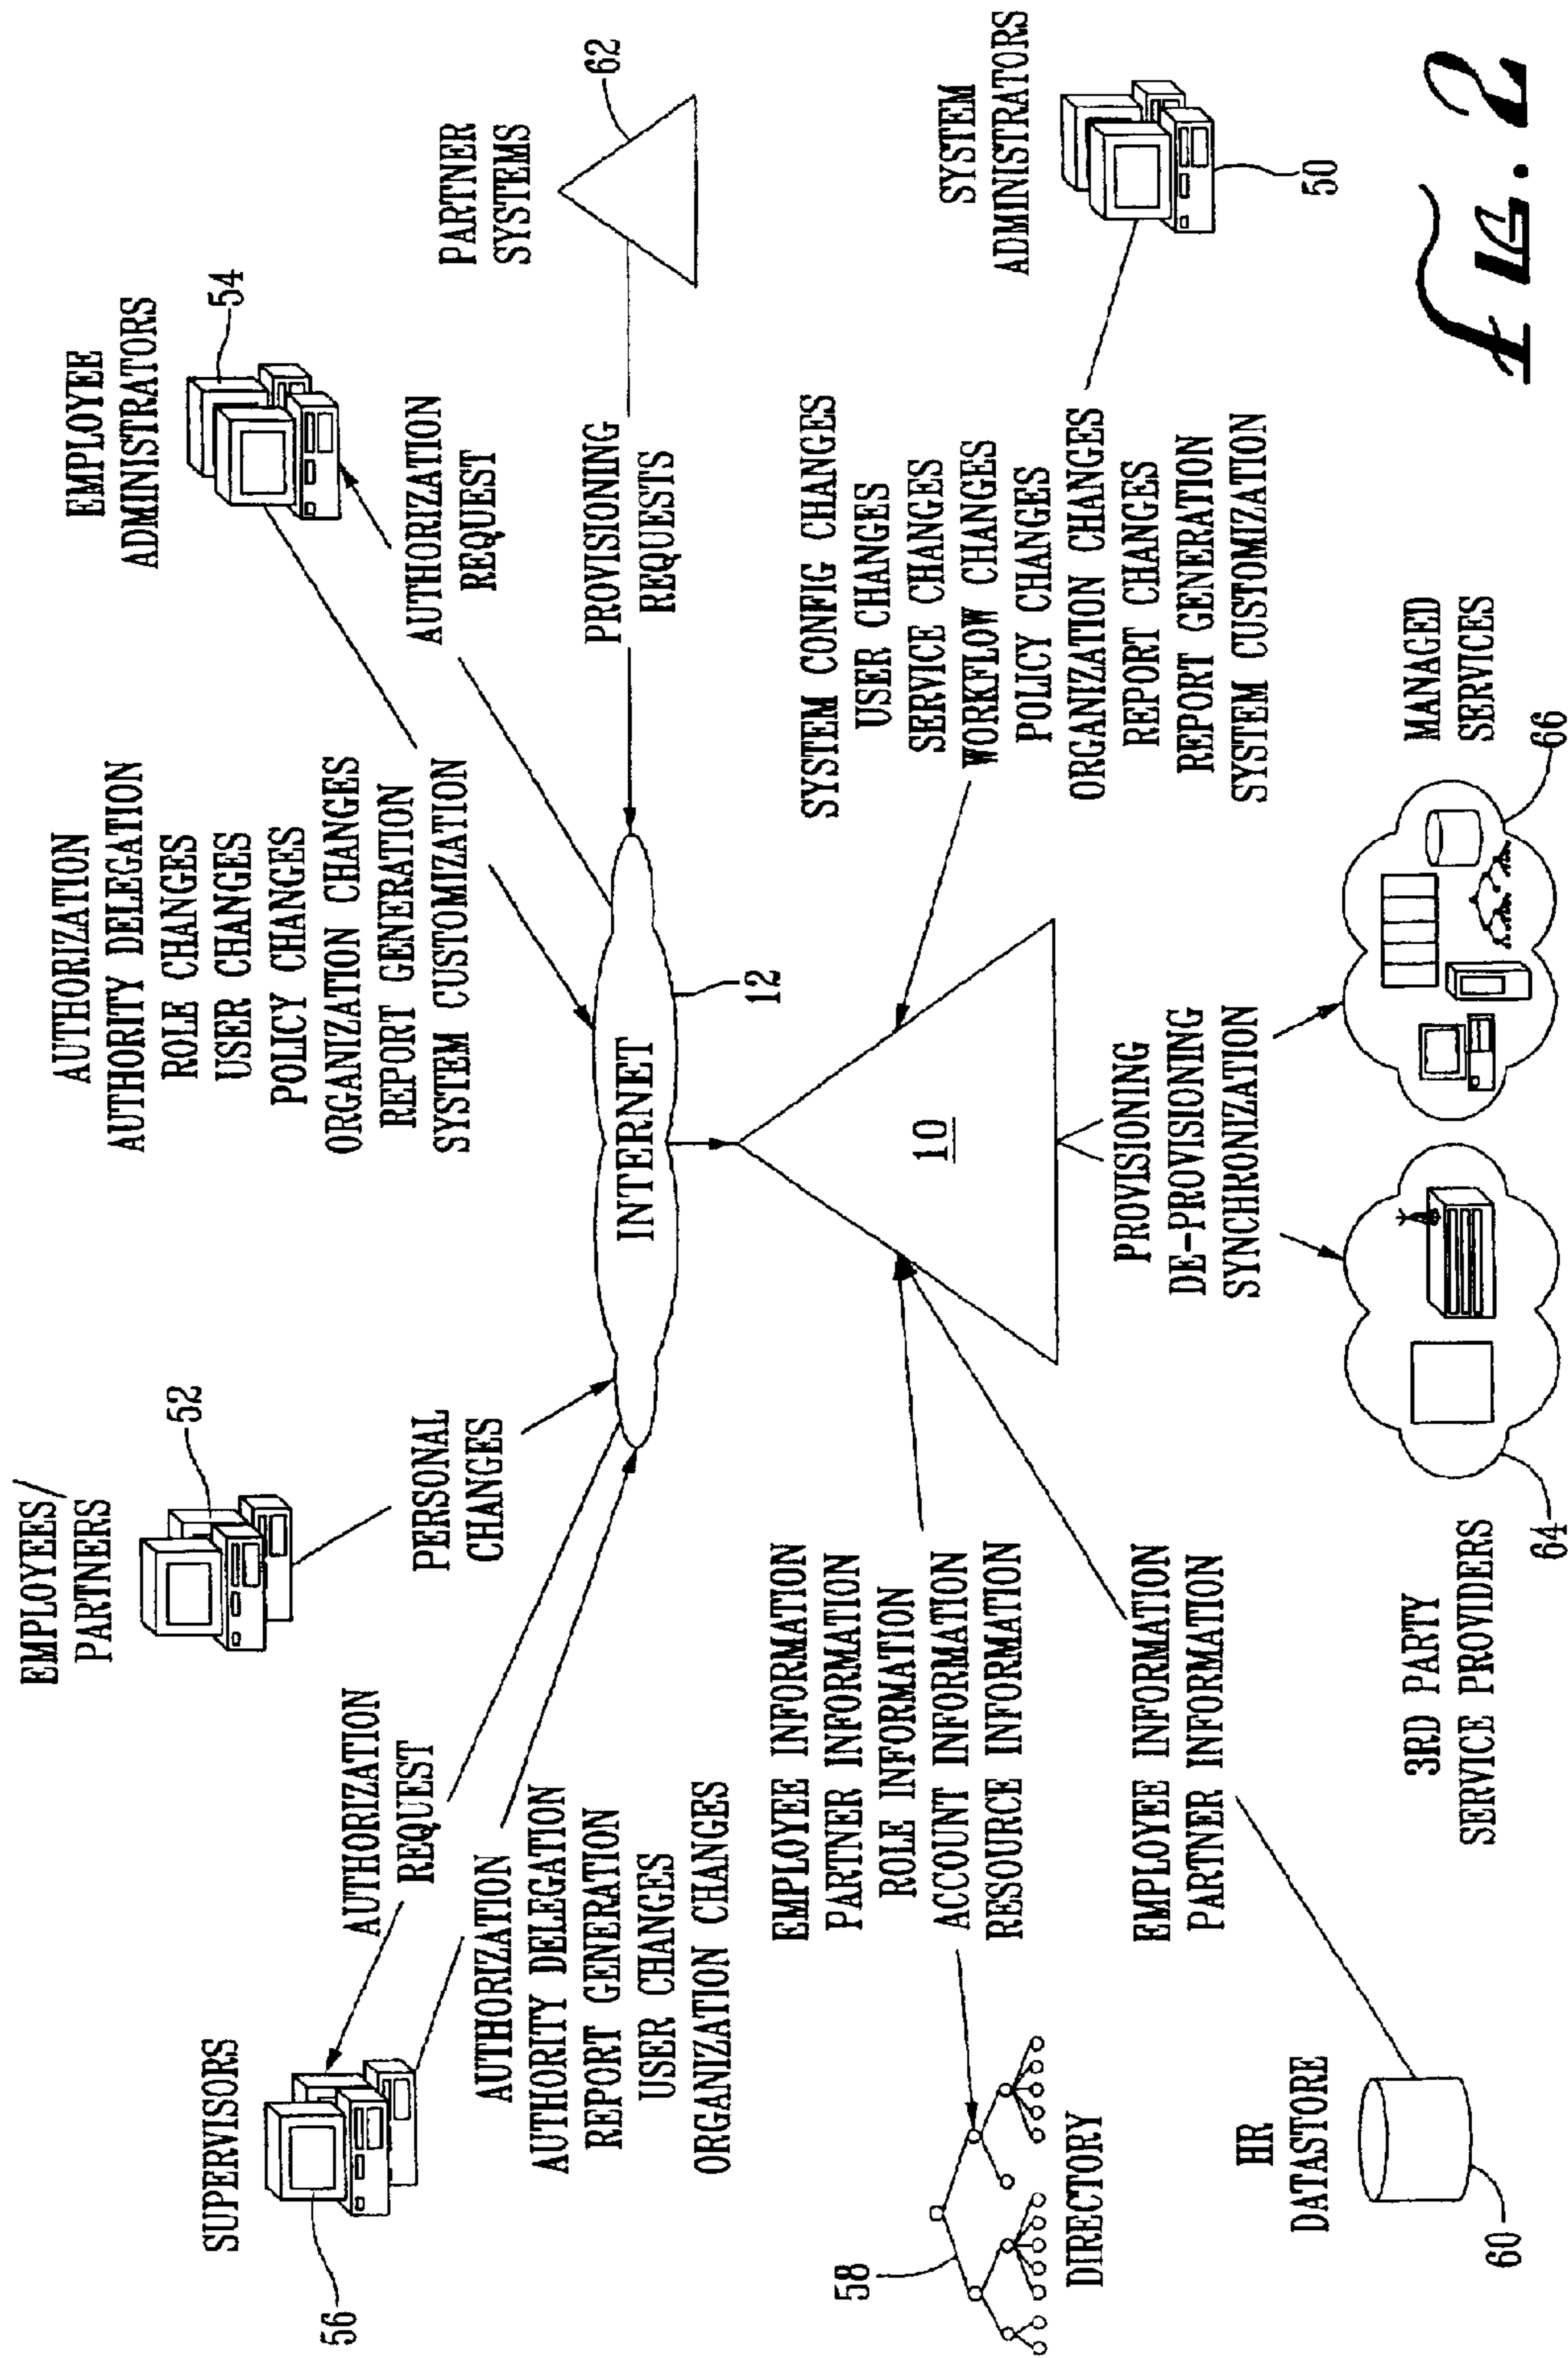 EMPLOYEES/
PARTNERS
52
SUPERVISORS
56
AUTHORIZATION
REQUEST
PERSONAL
CHANGES
AUTHORIZATION
AUTHORITY DELEGATION
REPORT GENERATION
USER CHANGES
ORGANIZATION CHANGES
AUTHORIZATION
AUTHORITY DELEGATION
ROLE CHANGES
USER CHANGES
POLICY CHANGES
ORGANIZATION CHANGES
REPORT GENERATION
SYSTEM CUSTOMIZATION
EMPLOYEE
ADMINISTRATORS
54
AUTHORIZATION
REQUEST
PARTNER
SYSTEMS
62
PROVISIONING
REQUESTS
INTERNET
12
58
DIRECTORY
EMPLOYEE INFORMATION
PARTNER INFORMATION
ROLE INFORMATION
ACCOUNT INFORMATION
RESOURCE INFORMATION
10
SYSTEM CONFIG CHANGES
USER CHANGES
SERVICE CHANGES
WORKFLOW CHANGES
POLICY CHANGES
ORGANIZATION CHANGES
REPORT CHANGES
REPORT GENERATION
SYSTEM CUSTOMIZATION
SYSTEM
ADMINISTRATORS
50
HR
DATASTORE
60
EMPLOYEE INFORMATION
PARTNER INFORMATION
PROVISIONING
DE-PROVISIONING
SYNCHRONIZATION
3RD PARTY
SERVICE PROVIDERS
64
MANAGED
SERVICES
66
FIG. 2